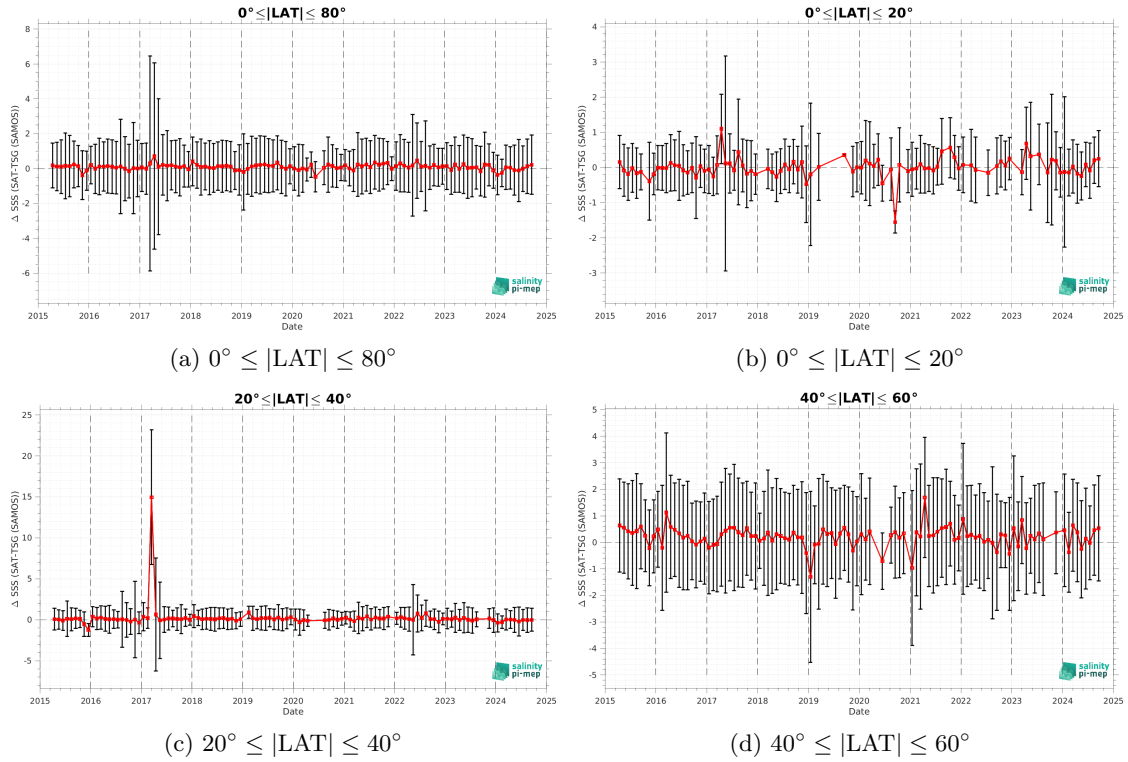 0°≤|LAT|≤ 80°
Δ SSS (SAT-TSG (SAMOS))
8
6
4
2
0
-2
-4
-6
2015 2016 2017 2018 2019 2020 2021 2022 2023 2024 2025
Date
salinity
pi-mep
(a) 0° ≤ |LAT| ≤ 80°
0°≤|LAT|≤ 20°
Δ SSS (SAT-TSG (SAMOS))
4
3
2
1
0
-1
-2
-3
2015 2016 2017 2018 2019 2020 2021 2022 2023 2024 2025
Date
salinity
pi-mep
(b) 0° ≤ |LAT| ≤ 20°
20°≤|LAT|≤ 40°
Δ SSS (SAT-TSG (SAMOS))
25
20
15
10
5
0
-5
2015 2016 2017 2018 2019 2020 2021 2022 2023 2024 2025
Date
salinity
pi-mep
(c) 20° ≤ |LAT| ≤ 40°
40°≤|LAT|≤ 60°
Δ SSS (SAT-TSG (SAMOS))
5
4
3
2
1
0
-1
-2
-3
-4
-5
2015 2016 2017 2018 2019 2020 2021 2022 2023 2024 2025
Date
salinity
pi-mep
(d) 40° ≤ |LAT| ≤ 60°